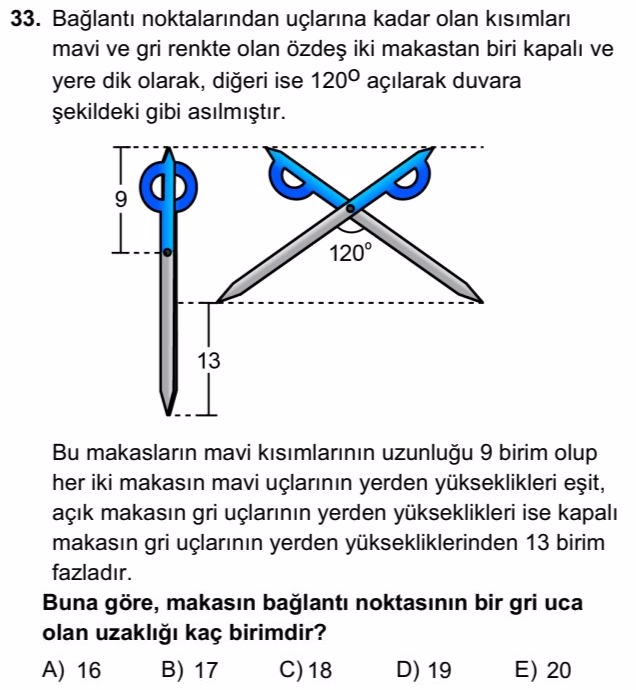 33. Bağlantı noktalarından uçlarına kadar olan kısımları
mavi ve gri renkte olan özdeş iki makastan biri kapalı ve
yere dik olarak, diğeri ise 120° açılarak duvara
şekildeki gibi asılmıştır.
9
120°
13
Bu makasların mavi kısımlarının uzunluğu 9 birim olup
her iki makasın mavi uçlarının yerden yükseklikleri eşit,
açık makasın gri uçlarının yerden yükseklikleri ise kapalı
makasın gri uçlarının yerden yüksekliklerinden 13 birim
fazladır.
Buna göre, makasın bağlantı noktasının bir gri uca
olan uzaklığı kaç birimdir?
A) 16 B) 17 C) 18 D) 19 E) 20